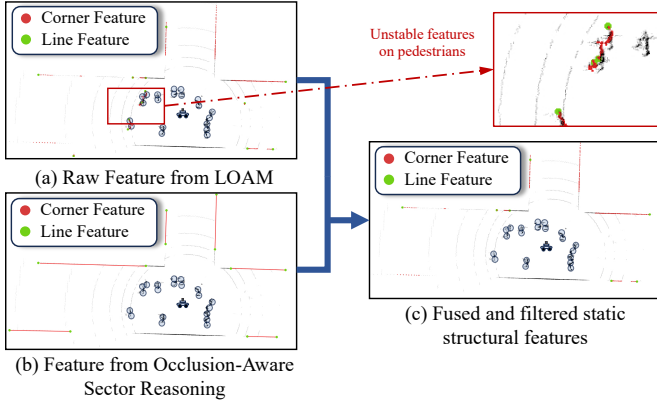 Corner Feature
Line Feature
(a) Raw Feature from LOAM
Unstable features
on pedestrians
Corner Feature
Line Feature
(b) Feature from Occlusion-Aware
Sector Reasoning
Corner Feature
Line Feature
(c) Fused and filtered static
structural features